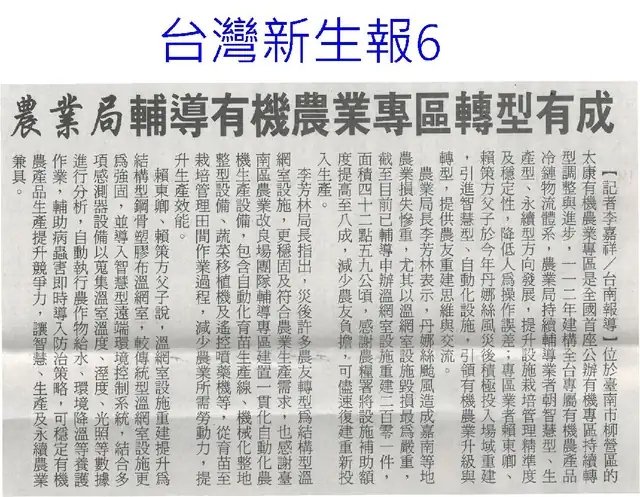 台灣新生報6
農業局輔導有機農業專區轉型有成
【記者李嘉祥/台南報導】位於臺南市柳營區的
太康有機農業專區是全國首座公辦有機專區持續轉
型調整與進步,一一二年建構全台專屬有機農產品
冷鏈物流體系,農業局持續輔導業者朝智慧型、生
產型、永續型方向發展,提升設施栽培管理精準度
及穩定性,降低人為操作誤差;專區業者賴東卿、
賴策方父子於今年丹娜絲風災後積極投入場域重建
,引進智慧型、自動化設施,引領有機農業升級與
轉型,提供農友重建思維與交流。
農業局長李芳林表示,丹娜絲颱風造成嘉南等地
農業損失慘重,尤其以溫網室設施毀損最為嚴重,
截至目前已輔導申辦溫網室設施重建二百零一件,
面積四十二點五九公頃,感謝農糧署將設施補助額
度提高至八成,減少農友負擔,可儘速復建重新投
入生產。
李芳林局長指出,災後許多農友轉型為結構型溫
網室設施,更穩固及符合農業生產需求,也感謝臺
南區農業改良場團隊輔導專區建置一貫化自動化農
機生產設備,包含自動化育苗生產線、機械化整地
整型設備、蔬菜移植機及遙控噴藥機等,從育苗至
栽培管理田間作業過程,減少農業所需勞動力,提
升生產效能。
賴東卿、賴策方父子說,溫網室設施重建提升為
結構型鋼骨塑膠布溫網室,較傳統型溫網室設施更
為強固,並導入智慧型遠端環境控制系統,結合多
項感測器設備以蒐集溫室溫度、溼度、光照等數據
進行分析,自動執行農作物給水、環境降溫等養護
作業,輔助病蟲害即時導入防治策略,可穩定有機
農產品生產提升競爭力,讓智慧、生產及永續農業
兼具。